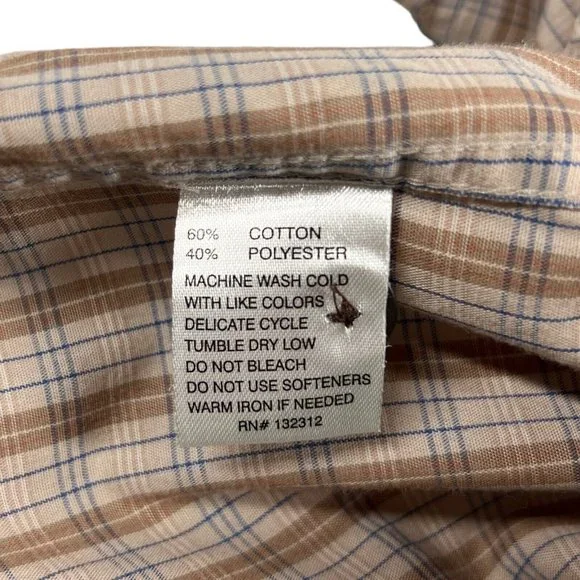 60% COTTON
40% POLYESTER
MACHINE WASH COLD
WITH LIKE COLORS
DELICATE CYCLE
TUMBLE DRY LOW
DO NOT BLEACH
DO NOT USE SOFTENERS
WARM IRON IF NEEDED
RN# 132312